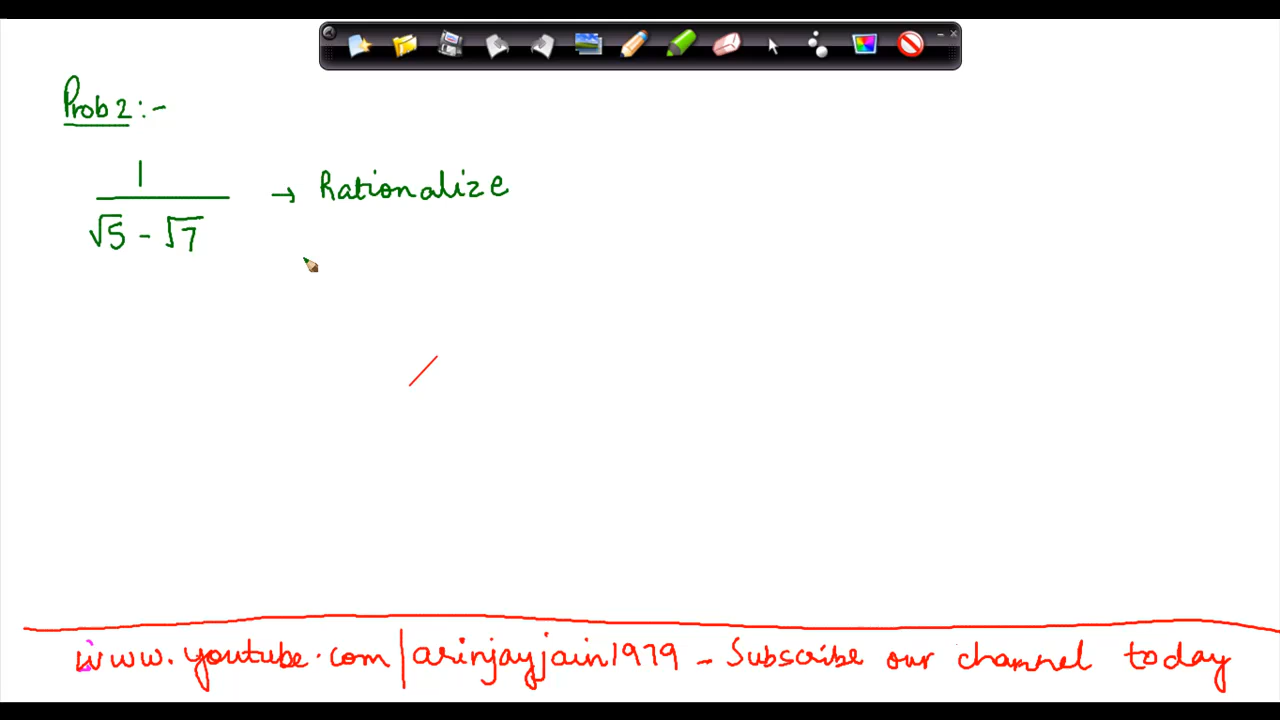 Prob 2 :-
1
√5 - √7
→ Rationalize
www.youtube.com/arinjayjain1979 - Subscribe our channel today